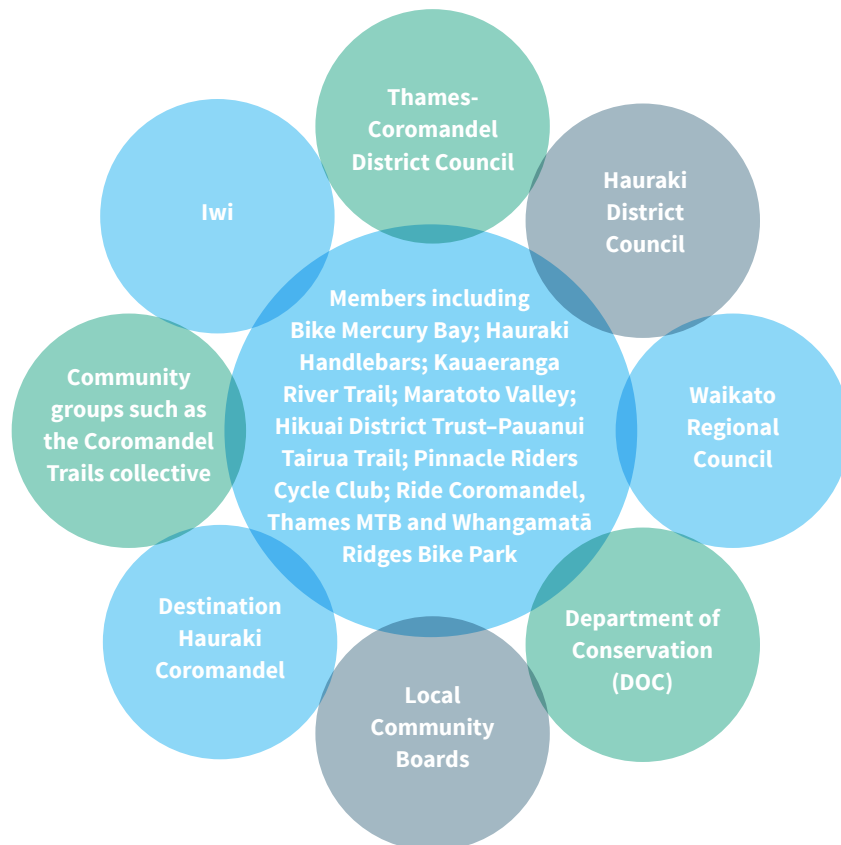 Thames-
Coromandel
District Council
Hauraki
District
Council
Iwi
Members including
Bike Mercury Bay; Hauraki
Handlebars; Kauaeranga
River Trail; Maratoto Valley;
Hikuai District Trust–Pauanui
Tairua Trail; Pinnacle Riders
Cycle Club; Ride Coromandel,
Thames MTB and Whangamatā
Ridges Bike Park
Community
groups such as
the Coromandel
Trails collective
Waikato
Regional
Council
Destination
Hauraki
Coromandel
Department of
Conservation
(DOC)
Local
Community
Boards